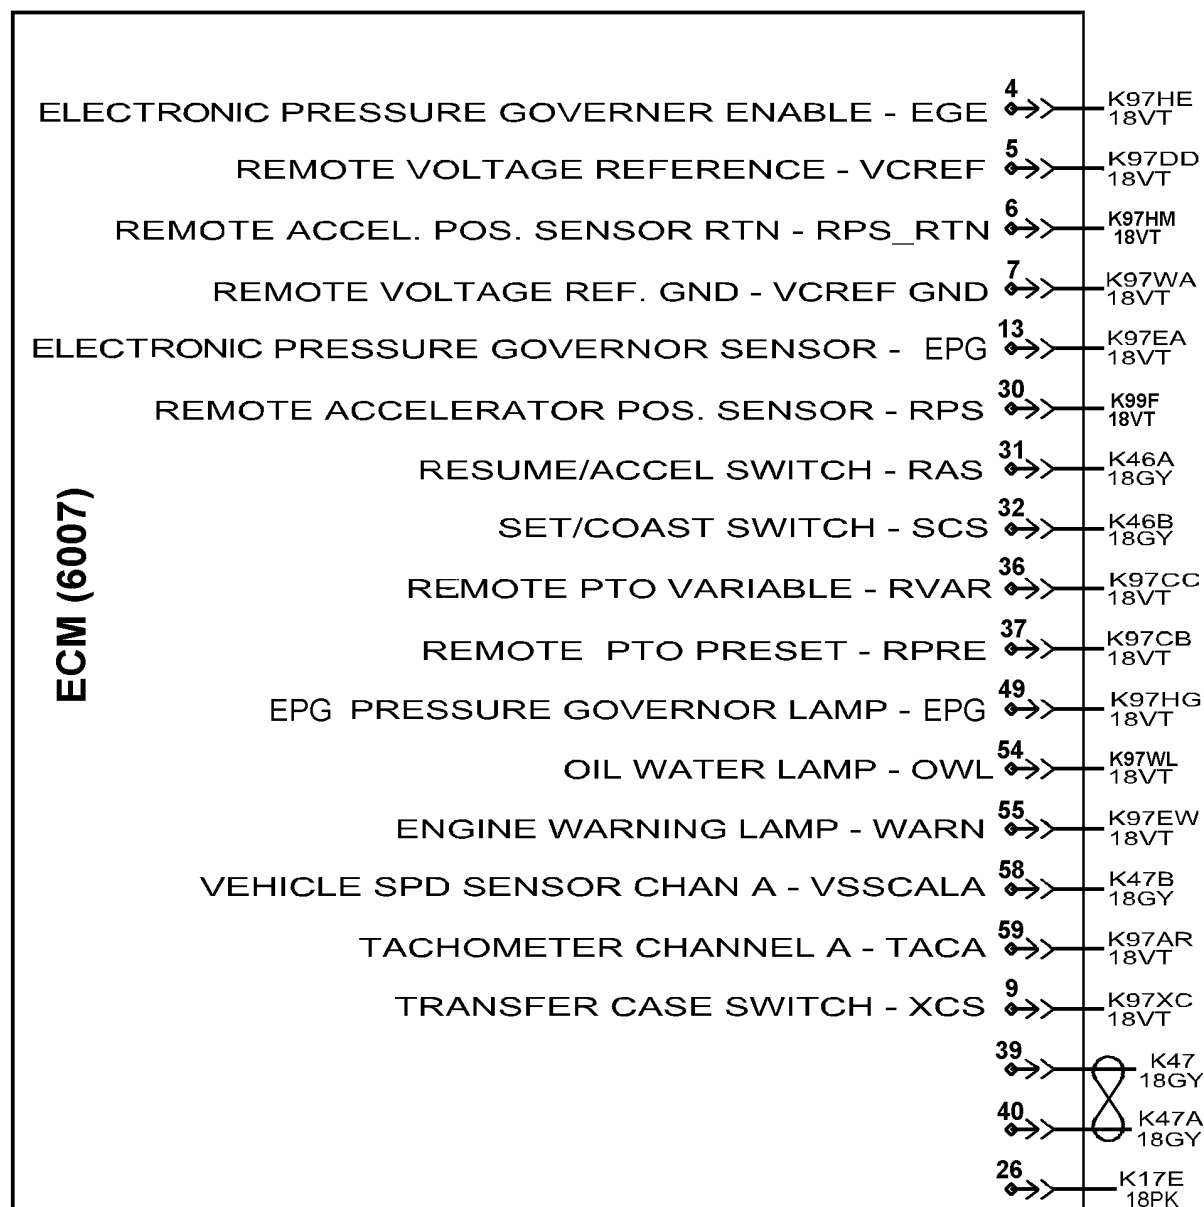 4
ELECTRONIC PRESSURE GOVERNER ENABLE - EGE
K97HE
18VT
5
REMOTE VOLTAGE REFERENCE - VCREF
K97DD
18VT
6
REMOTE ACCEL. POS. SENSOR RTN - RPS_RTN
K97HM
18VT
7
REMOTE VOLTAGE REF. GND - VCREF GND
K97WA
18VT
13
ELECTRONIC PRESSURE GOVERNOR SENSOR - EPG
K97EA
18VT
30
REMOTE ACCELERATOR POS. SENSOR - RPS
K99F
18VT
31
RESUME/ACCEL SWITCH - RAS
K46A
18GY
32
SET/COAST SWITCH - SCS
K46B
18GY
36
REMOTE PTO VARIABLE - RVAR
K97CC
18VT
37
REMOTE PTO PRESET - RPRE
K97CB
18VT
49
EPG PRESSURE GOVERNOR LAMP - EPG
K97HG
18VT
54
OIL WATER LAMP - OWL
K97WL
18VT
55
ENGINE WARNING LAMP - WARN
K97EW
18VT
58
VEHICLE SPD SENSOR CHAN A - VSSCALA
K47B
18GY
59
TACHOMETER CHANNEL A - TACA
K97AR
18VT
9
TRANSFER CASE SWITCH - XCS
K97XC
18VT
39
K47
18GY
40
K47A
18GY
26
K17E
18PK
ECM (6007)